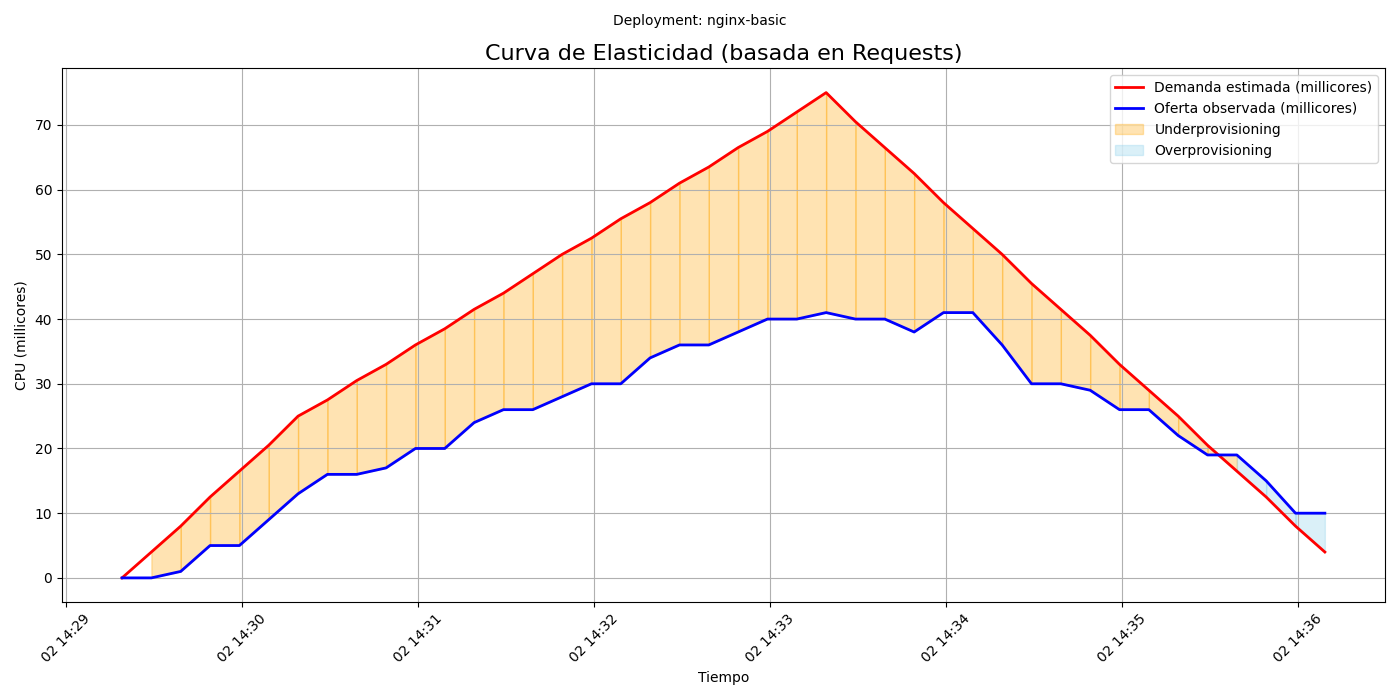 Deployment: nginx-basic
Curva de Elasticidad (basada en Requests)
Demanda estimada (millicores)
Oferta observada (millicores)
Underprovisioning
Overprovisioning
CPU (millicores)
70
60
50
40
30
20
10
0
02 14:29
02 14:30
02 14:31
02 14:32
02 14:33
02 14:34
02 14:35
02 14:36
Tiempo